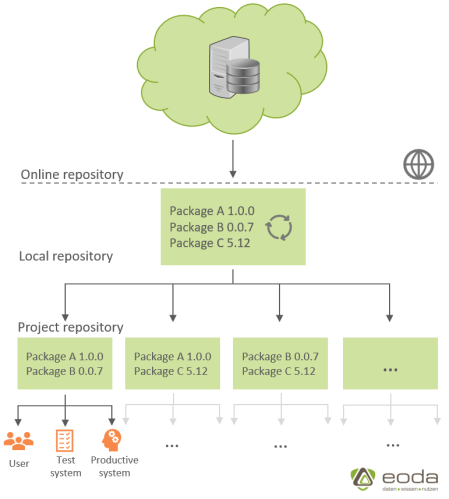 Online repository
Package A 1.0.0
Package B 0.0.7
Package C 5.12
Local repository
Project repository
Package A 1.0.0
Package B 0.0.7
Package A 1.0.0
Package C 5.12
Package B 0.0.7
Package C 5.12
...
User
Test
system
Productive
system
...
...
...
eoda
daten • wissen • nutzen